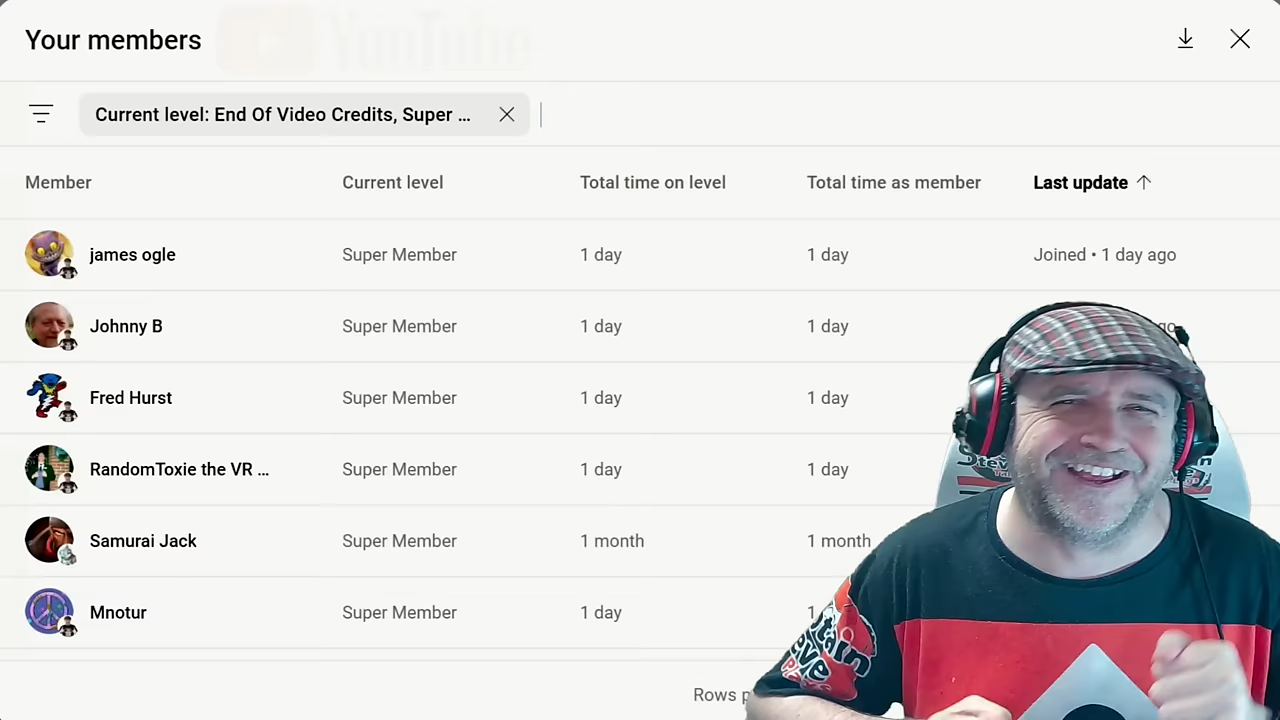 Your members
YouTube
Current level: End Of Video Credits, Super ...
Member Current level Total time on level Total time as member Last update
james ogle Super Member 1 day 1 day Joined • 1 day ago
Johnny B Super Member 1 day 1 day go
Fred Hurst Super Member 1 day 1 day
RandomToxie the VR ... Super Member 1 day 1 day
Samurai Jack Super Member 1 month 1 month
Mnotur Super Member 1 day 1
Rows p